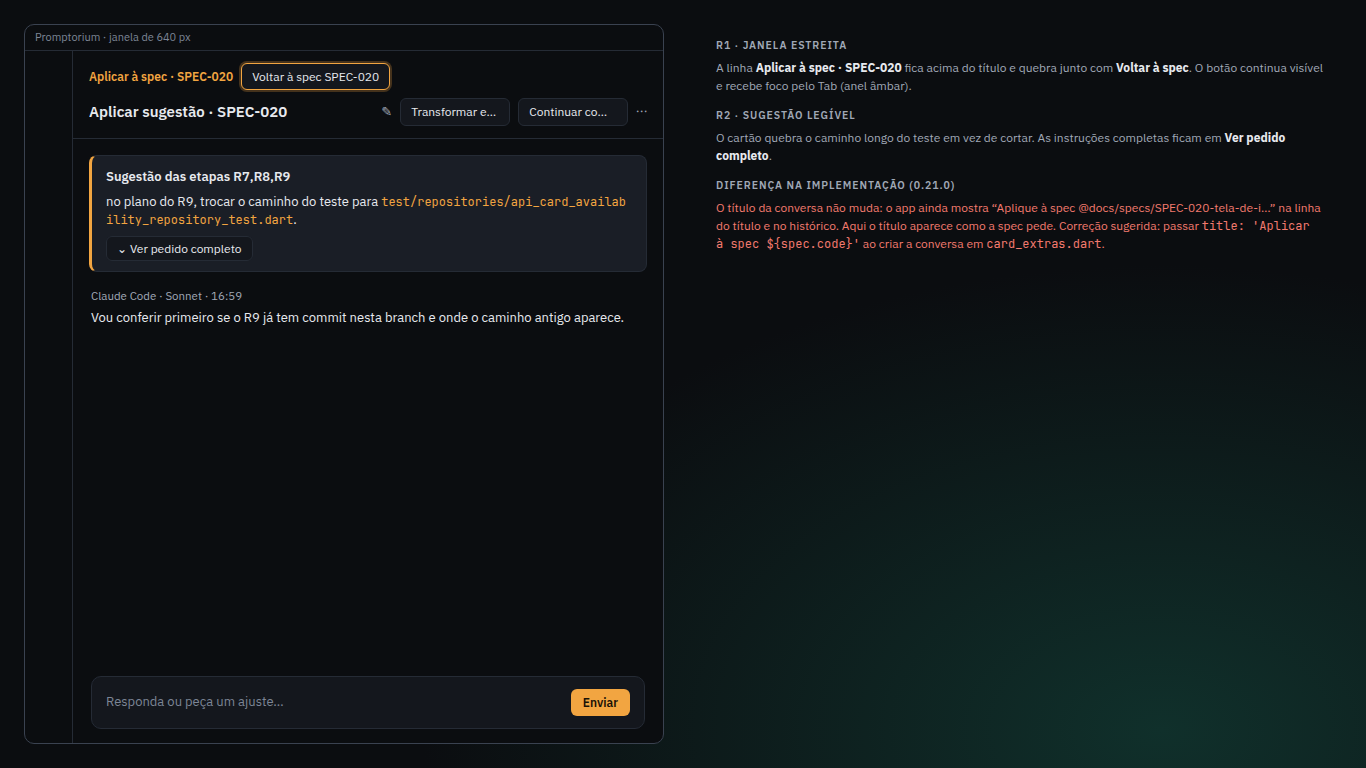 Promptorium · janela de 640 px
Aplicar à spec · SPEC-020
Voltar à spec SPEC-020
Aplicar sugestão · SPEC-020
✎
Transformar e...
Continuar co...
···
Sugestão das etapas R7,R8,R9
no plano do R9, trocar o caminho do teste para test/repositories/api_card_availab
ility_repository_test.dart.
⌄ Ver pedido completo
Claude Code · Sonnet · 16:59
Vou conferir primeiro se o R9 já tem commit nesta branch e onde o caminho antigo aparece.
Responda ou peça um ajuste...
Enviar
R1 · JANELA ESTREITA
A linha Aplicar à spec · SPEC-020 fica acima do título e quebra junto com Voltar à spec. O botão continua visível
e recebe foco pelo Tab (anel âmbar).
R2 · SUGESTÃO LEGÍVEL
O cartão quebra o caminho longo do teste em vez de cortar. As instruções completas ficam em Ver pedido
completo.
DIFERENÇA NA IMPLEMENTAÇÃO (0.21.0)
O título da conversa não muda: o app ainda mostra “Aplique à spec @docs/specs/SPEC-020-tela-de-i...” na linha
do título e no histórico. Aqui o título aparece como a spec pede. Correção sugerida: passar title: 'Aplicar
à spec ${spec.code}' ao criar a conversa em card_extras.dart.